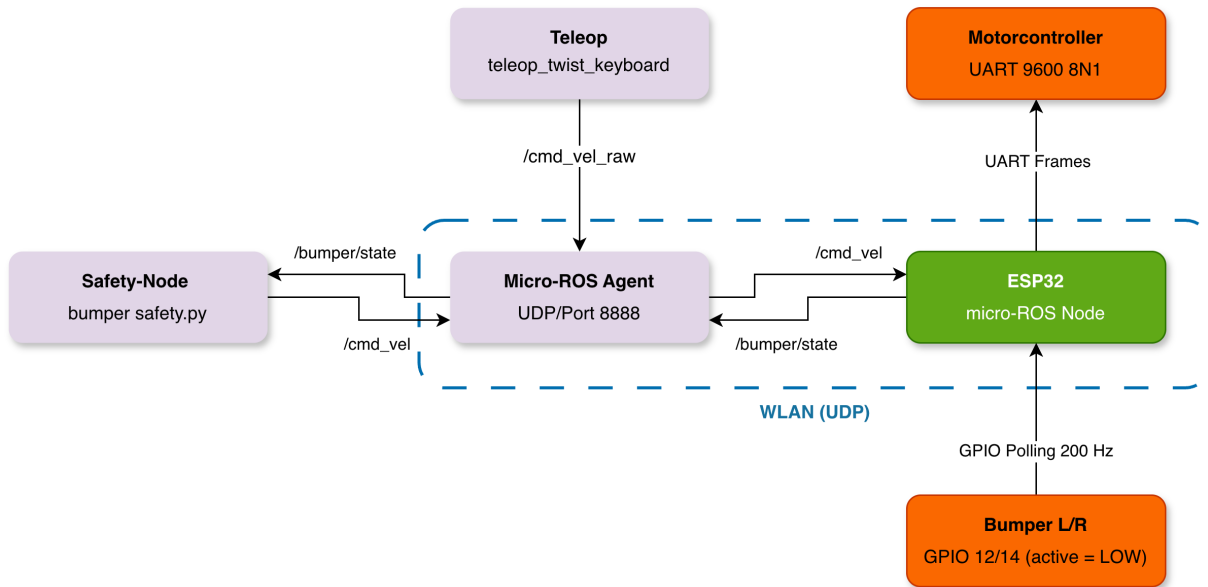 Teleop
teleop_twist_keyboard
Motorcontroller
UART 9600 8N1
/cmd_vel_raw
UART Frames
/bumper/state
/cmd_vel
Safety-Node
bumper safety.py
Micro-ROS Agent
UDP/Port 8888
ESP32
micro-ROS Node
/cmd_vel
/bumper/state
WLAN (UDP)
GPIO Polling 200 Hz
Bumper L/R
GPIO 12/14 (active = LOW)